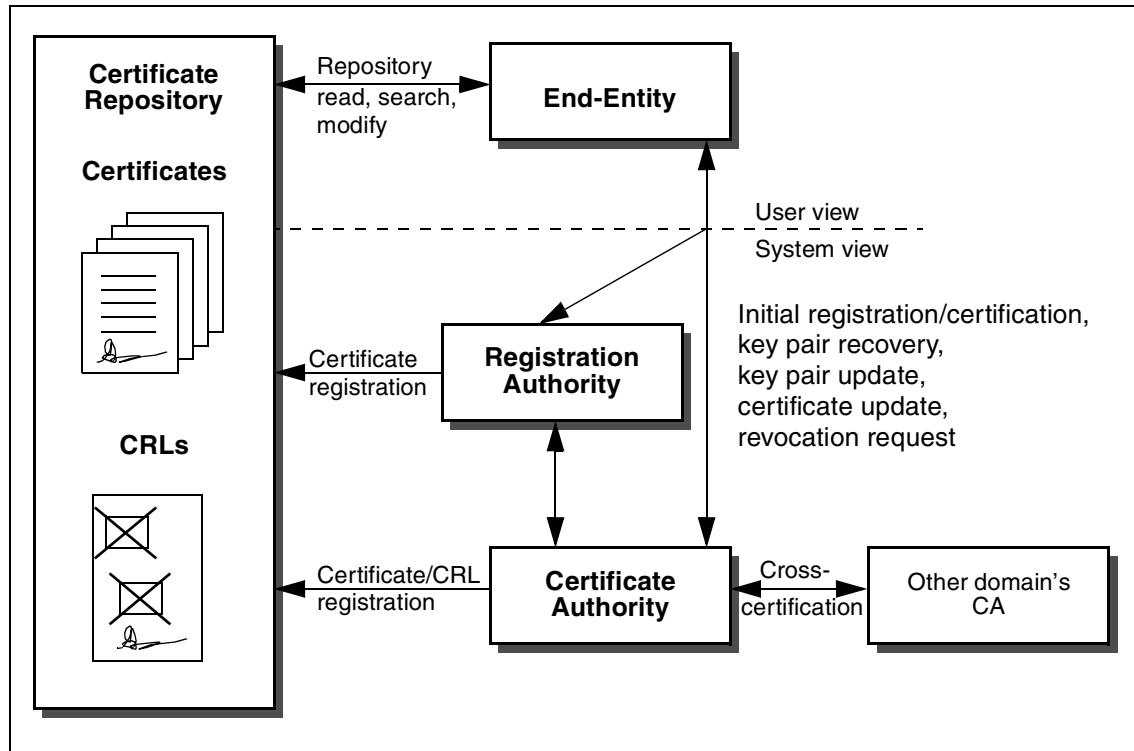 Certificate
Repository
Certificates
CRLs
Repository
read, search,
modify
End-Entity
User view
System view
Initial registration/certification,
key pair recovery,
key pair update,
certificate update,
revocation request
Certificate
registration
Registration
Authority
Certificate/CRL
registration
Certificate
Authority
Cross-
certification
Other domain's
CA